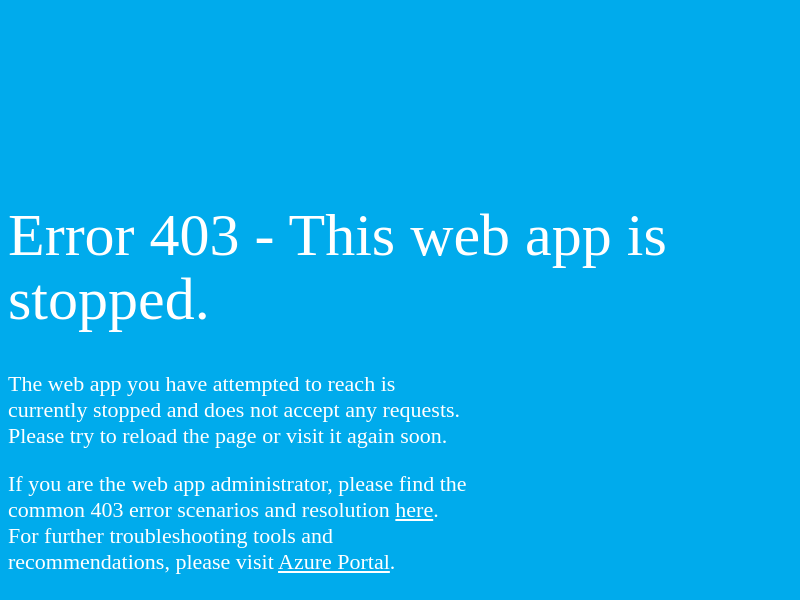 Error 403 - This web app is
stopped.
The web app you have attempted to reach is
currently stopped and does not accept any requests.
Please try to reload the page or visit it again soon.
If you are the web app administrator, please find the
common 403 error scenarios and resolution here.
For further troubleshooting tools and
recommendations, please visit Azure Portal.